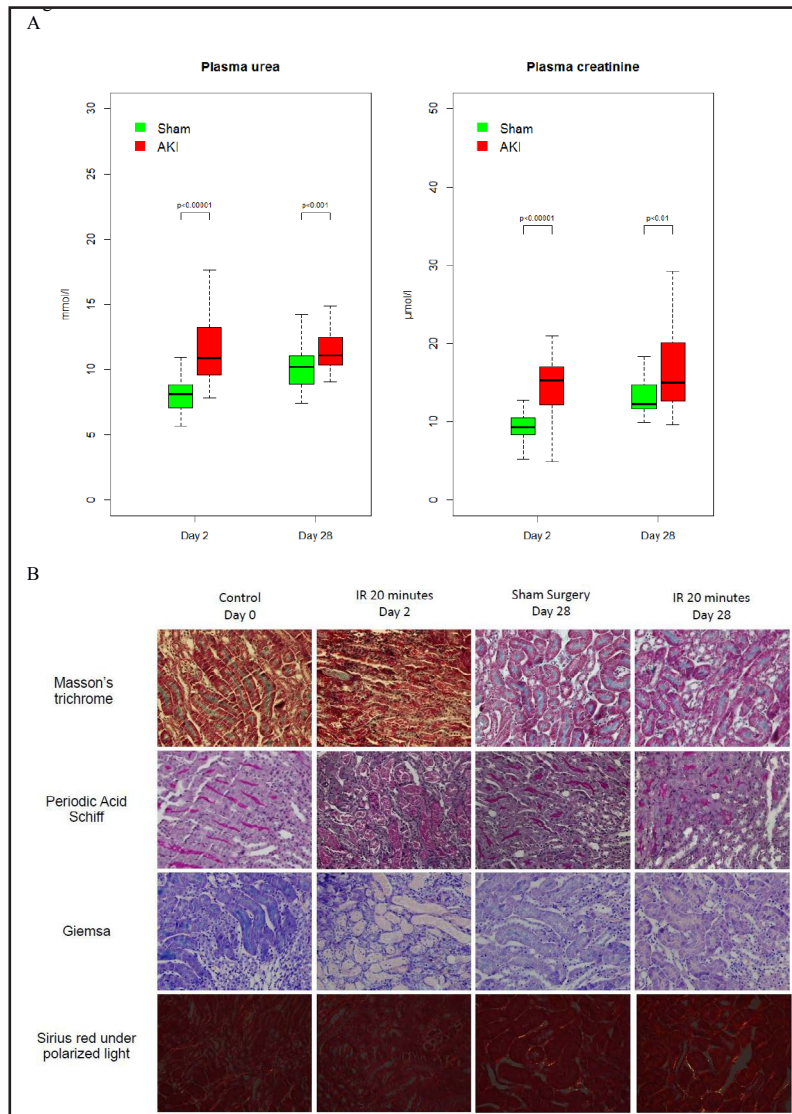 A
Plasma urea
Plasma creatinine
30
25
20
15
10
5
0
mmol/l
Sham
AKI
p<0.00001
p<0.001
Day 2
Day 28
50
40
30
20
10
0
µmol/l
Sham
AKI
p<0.00001
p<0.01
Day 2
Day 28
B
Control
Day 0
IR 20 minutes
Day 2
Sham Surgery
Day 28
IR 20 minutes
Day 28
Masson's
trichrome
Periodic Acid
Schiff
Giemsa
Sirius red under
polarized light